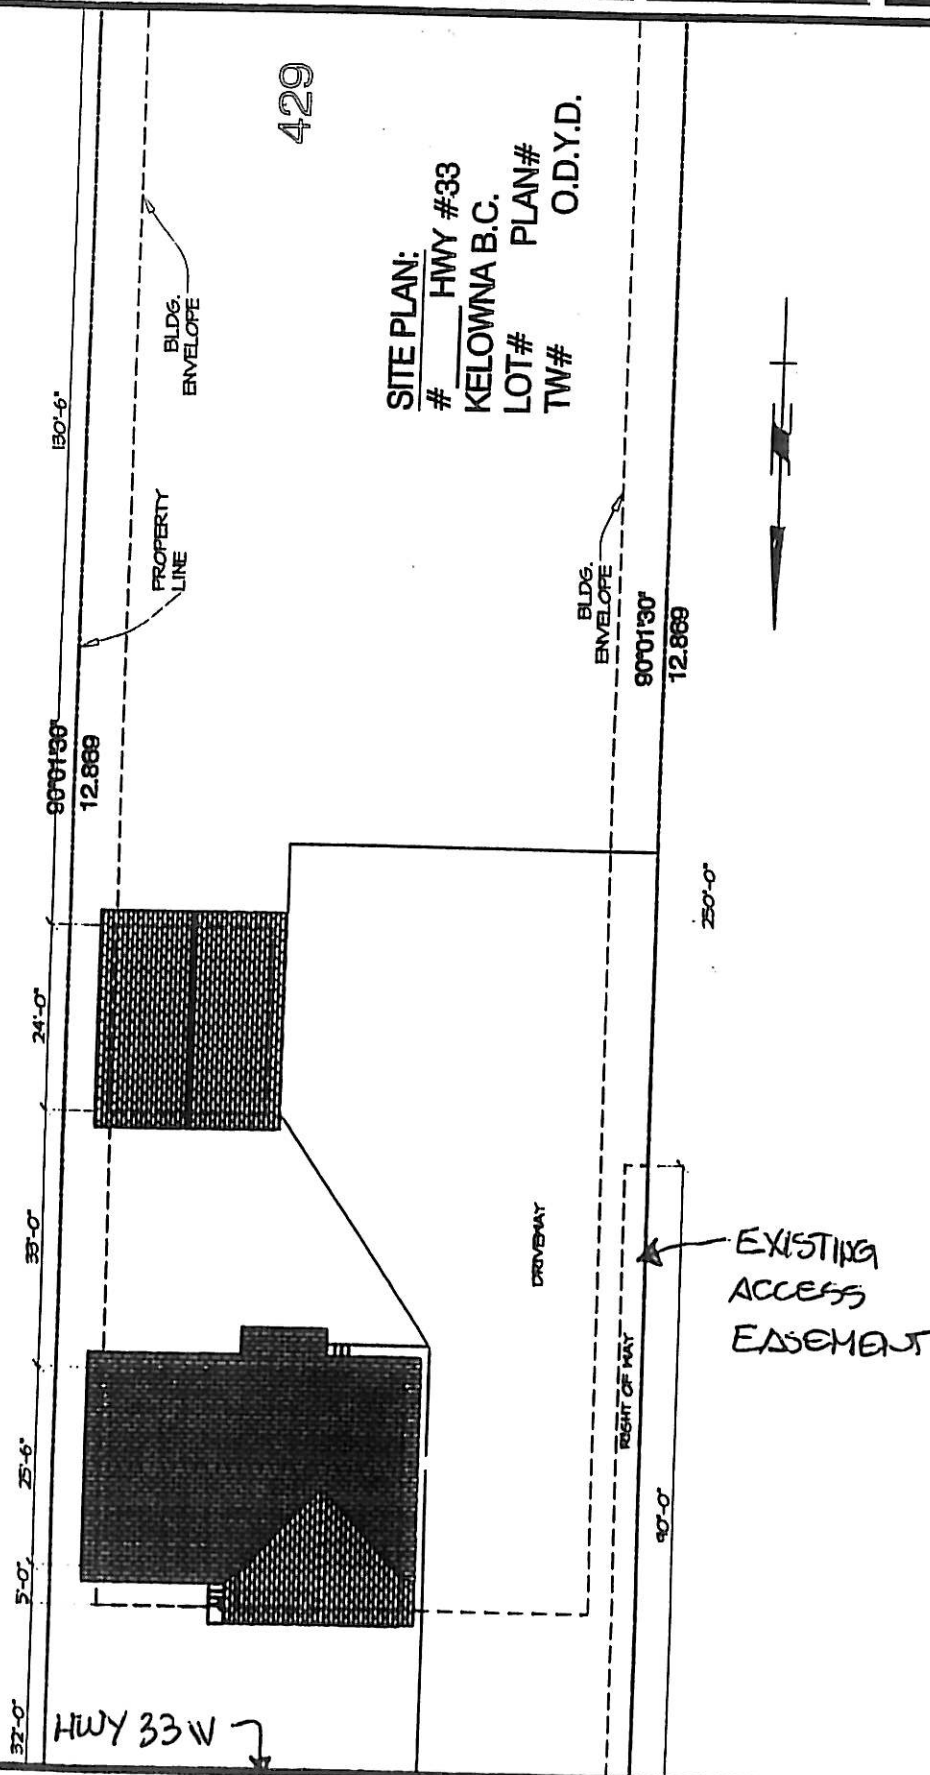 429
SITE PLAN:
# ____ HWY #33
KELOWNA B.C.
LOT# PLAN#
TW# O.D.Y.D.
BLDG.
ENVELOPE
130'-6"
PROPERTY
LINE
90°01'30"
12.869
BLDG.
ENVELOPE
90°01'30"
12.869
250'-0"
24'-0"
33'-0"
25'-6"
5'-0"
32'-0"
DRIVEWAY
RIGHT OF WAY
90'-0"
EXISTING
ACCESS
EASEMENT
HWY 33 W